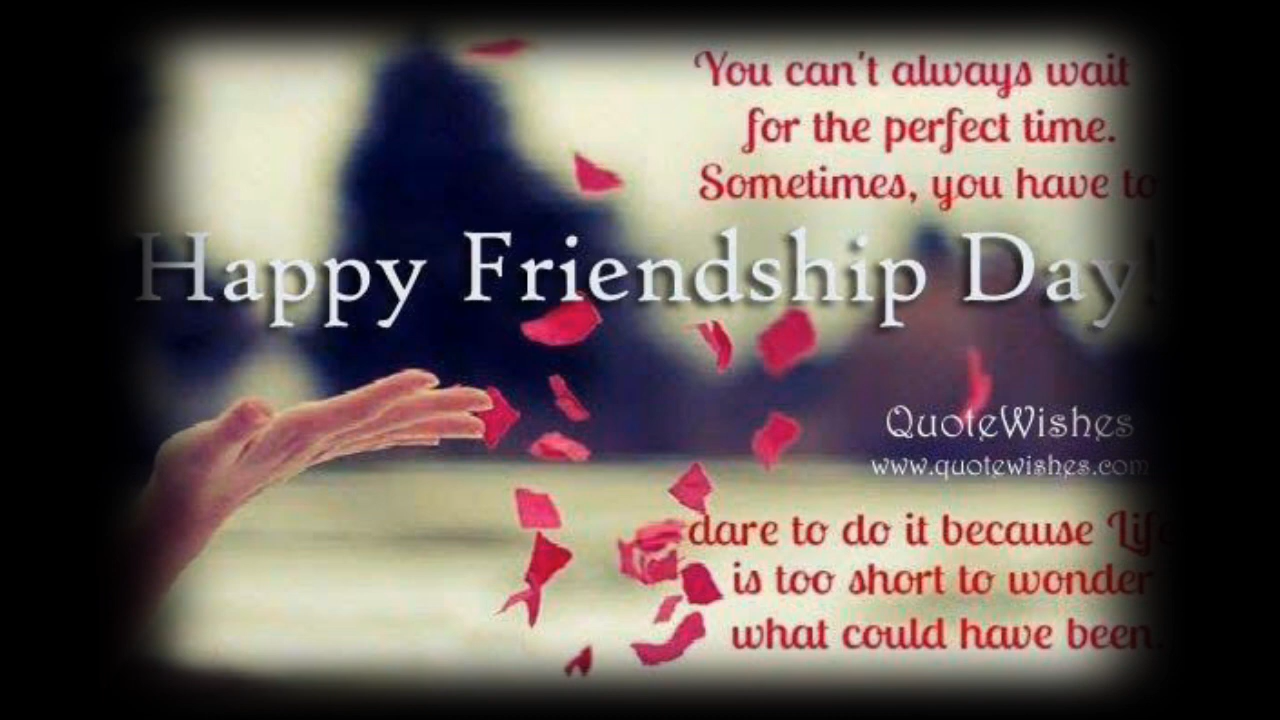 You can't always wait
for the perfect time.
Sometimes, you have to
Happy Friendship Day!
QuoteWishes
www.quotewishes.com
dare to do it because Life
is too short to wonder
what could have been.